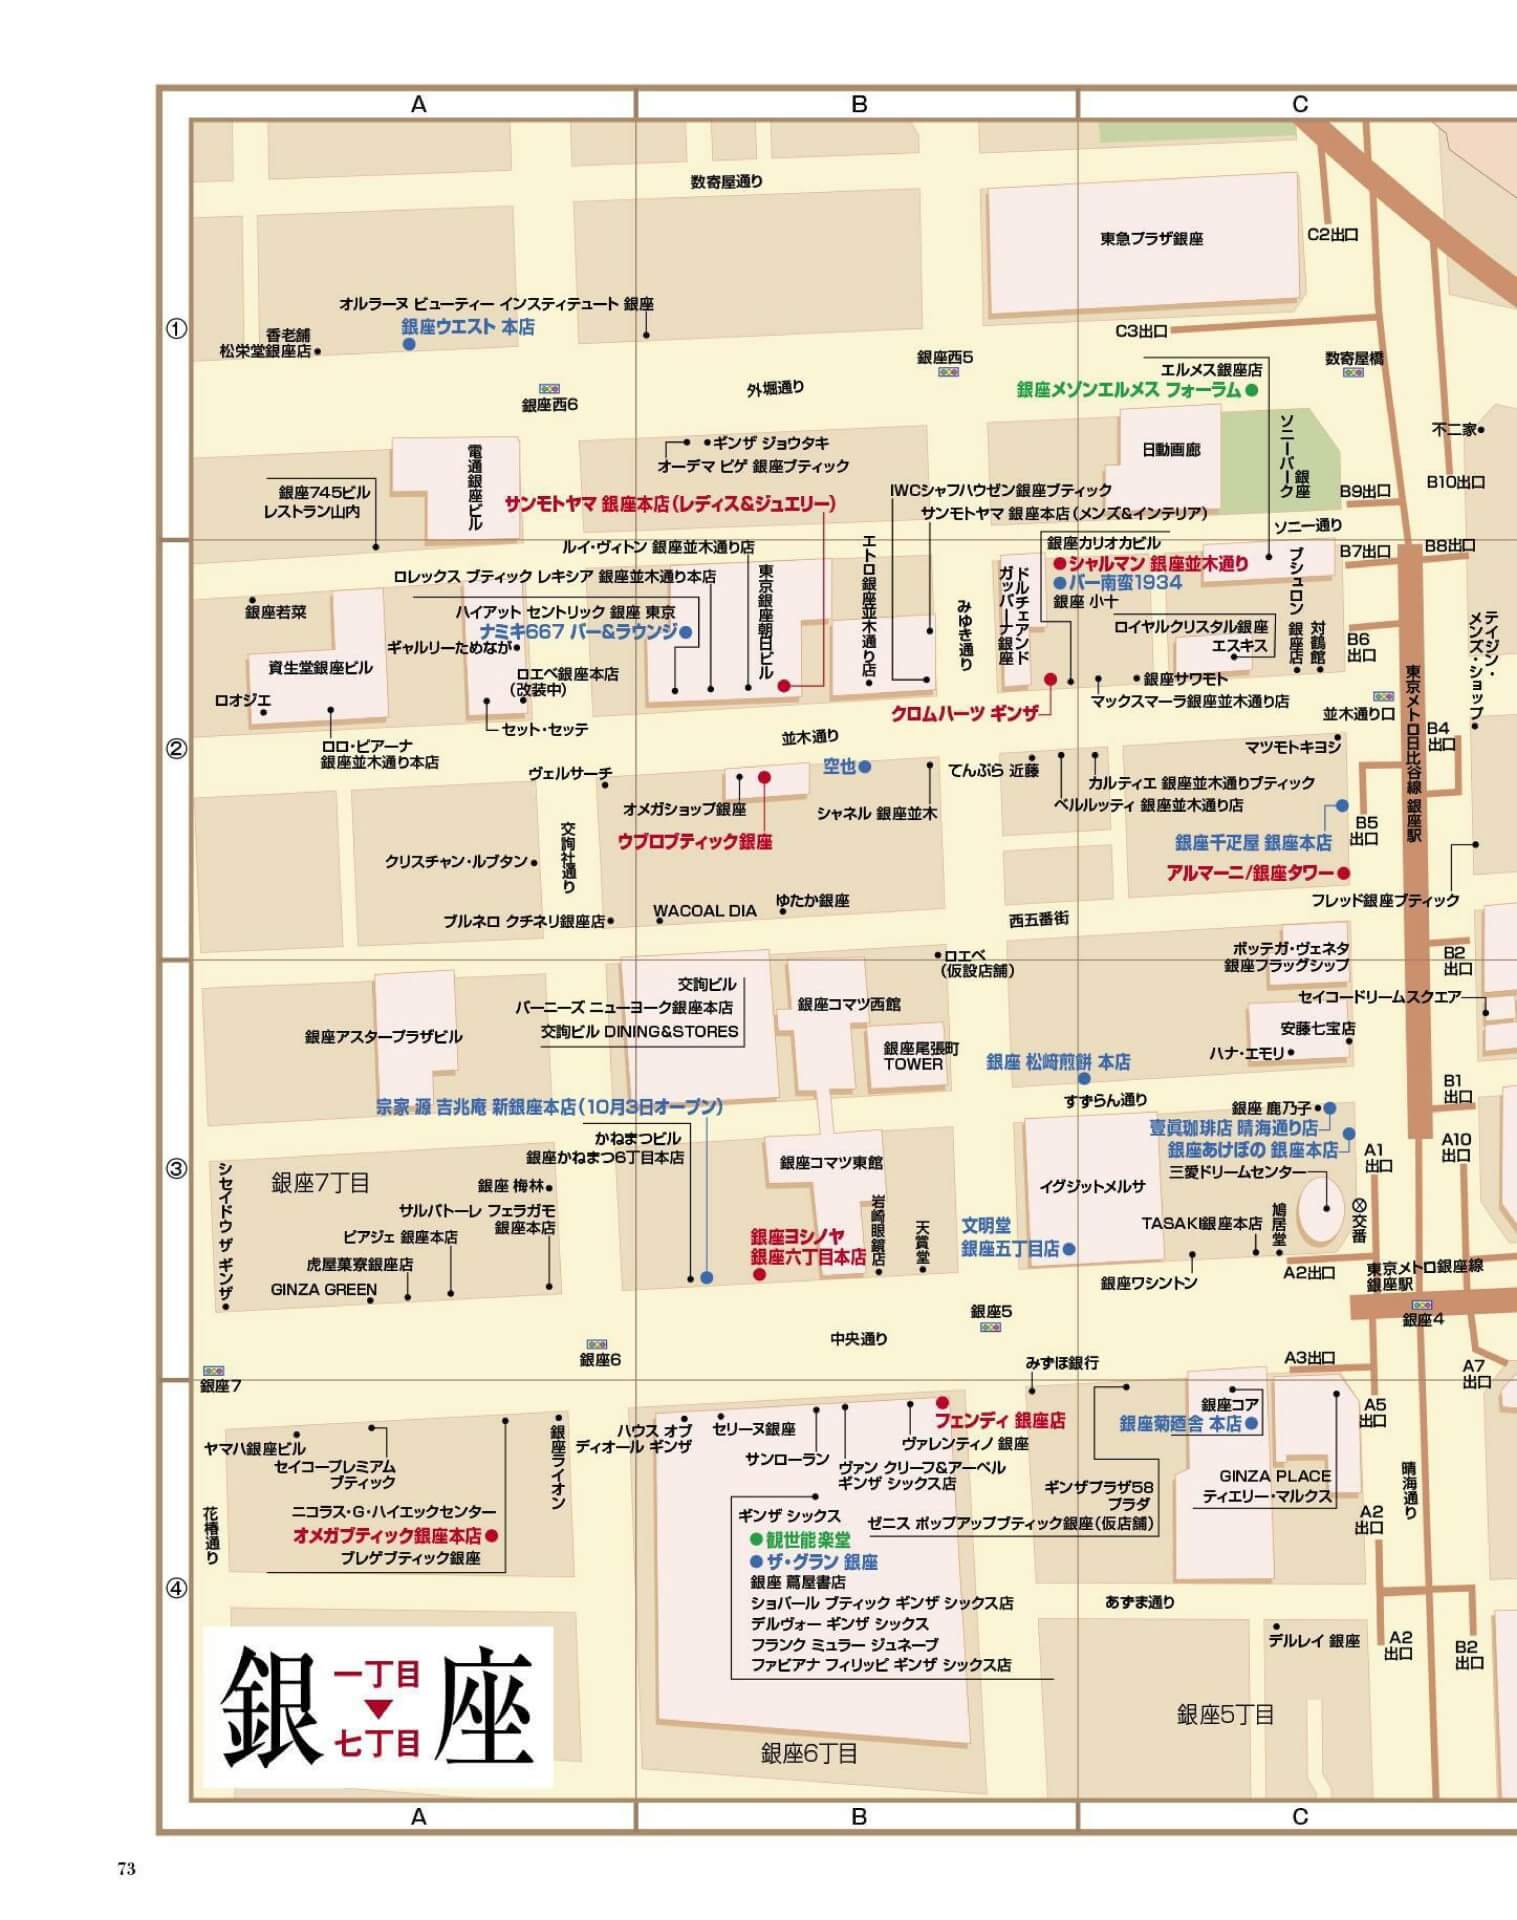 A
B
C
数寄屋通り
東急プラザ銀座
C2出口
①
オルラーヌ ビューティー インスティテュート 銀座
銀座ウエスト 本店
香老舗
松栄堂銀座店
C3出口
銀座西5
エルメス銀座店
数寄屋橋
銀座メゾンエルメス フォーラム
外堀通り
銀座西6
ソニーパーク
銀座
不二家
電通銀座ビル
ギンザ ジョウタキ
オーデマ ピゲ 銀座ブティック
日動画廊
B10出口
銀座745ビル
レストラン山内
サンモトヤマ 銀座本店(レディス&ジュエリー)
IWCシャフハウゼン銀座ブティック
B9出口
サンモトヤマ 銀座本店(メンズ&インテリア)
ソニー通り
ルイ・ヴィトン 銀座並木通り店
エトロ銀座並木通り店
銀座カリオカビル
B7出口
B8出口
シャルマン 銀座並木通り
バー南蛮1934
銀座 小十
ブシュロン
銀座店
ロレックス ブティック レキシア 銀座並木通り本店
東京銀座朝日ビル
ドルチェアンド
ガッバーナ銀座
銀座若菜
ハイアット セントリック 銀座 東京
ナミキ667 バー&ラウンジ
みゆき通り
ロイヤルクリスタル銀座
エスキス
対鶴館
B6
出口
テイジン・
メンズ・ショップ
ギャルリーためなが
資生堂銀座ビル
ロエベ銀座本店
(改装中)
ロオジエ
セット・セッテ
銀座サワモト
マックスマーラ銀座並木通り店
クロムハーツ ギンザ
並木通り口
東京メトロ日比谷線 銀座駅
B4
出口
②
ロロ・ピアーナ
銀座並木通り本店
並木通り
マツモトキヨシ
ヴェルサーチ
空也
てんぷら 近藤
カルティエ 銀座並木通りブティック
オメガショップ銀座
シャネル 銀座並木
ベルルッティ 銀座並木通り店
交詢社通り
ウブロブティック銀座
銀座千疋屋 銀座本店
B5
出口
クリスチャン・ルブタン
アルマーニ/銀座タワー
フレッド銀座ブティック
ブルネロ クチネリ銀座店
WACOAL DIA
ゆたか銀座
西五番街
ロエベ
(仮設店舗)
ボッテガ・ヴェネタ
銀座フラッグシップ
B2
出口
交詢ビル
バーニーズ ニューヨーク銀座本店
交詢ビル DINING&STORES
銀座コマツ西館
セイコードリームスクエア
銀座アスタープラザビル
銀座尾張町
TOWER
安藤七宝店
ハナ・エモリ
銀座 松﨑煎餅 本店
宗家 源 吉兆庵 新銀座本店(10月3日オープン)
すずらん通り
銀座 鹿乃子
B1
出口
壹眞珈琲店 晴海通り店
銀座あけぼの 銀座本店
かねまつビル
銀座かねまつ6丁目本店
銀座コマツ東館
三愛ドリームセンター
A1
出口
A10
出口
③
シセイドウ ザ ギンザ
銀座7丁目
銀座 梅林
イグジットメルサ
サルバトーレ フェラガモ
銀座本店
岩崎眼鏡店
天賞堂
文明堂
銀座五丁目店
TASAKI銀座本店
鳩居堂
交番
ピアジェ 銀座本店
銀座ヨシノヤ
銀座六丁目本店
虎屋菓寮銀座店
GINZA GREEN
銀座ワシントン
A2出口
東京メトロ銀座線
銀座駅
銀座5
銀座4
中央通り
銀座6
銀座7
みずほ銀行
A3出口
A7
出口
ハウス オブ
ディオール ギンザ
セリーヌ銀座
フェンディ 銀座店
銀座コア
銀座菊廼舎 本店
A5
出口
ヤマハ銀座ビル
セイコープレミアム
ブティック
銀座ライオン
サンローラン
ヴァレンティノ 銀座
ヴァン クリーフ&アーペル
ギンザ シックス店
ギンザプラザ58
プラダ
GINZA PLACE
ティエリー・マルクス
晴海通り
花椿通り
ニコラス・G・ハイエックセンター
オメガブティック銀座本店
ブレゲブティック銀座
ギンザ シックス
観世能楽堂
ザ・グラン 銀座
銀座 蔦屋書店
ショパール ブティック ギンザ シックス店
デルヴォー ギンザ シックス
フランク ミュラー ジュネーブ
ファビアナ フィリッピ ギンザ シックス店
ゼニス ポップアップブティック銀座(仮店舗)
A2
出口
④
あずま通り
デルレイ 銀座
A2
出口
B2
出口
銀座
一丁目
▼
七丁目
銀座6丁目
銀座5丁目
A
B
C
73